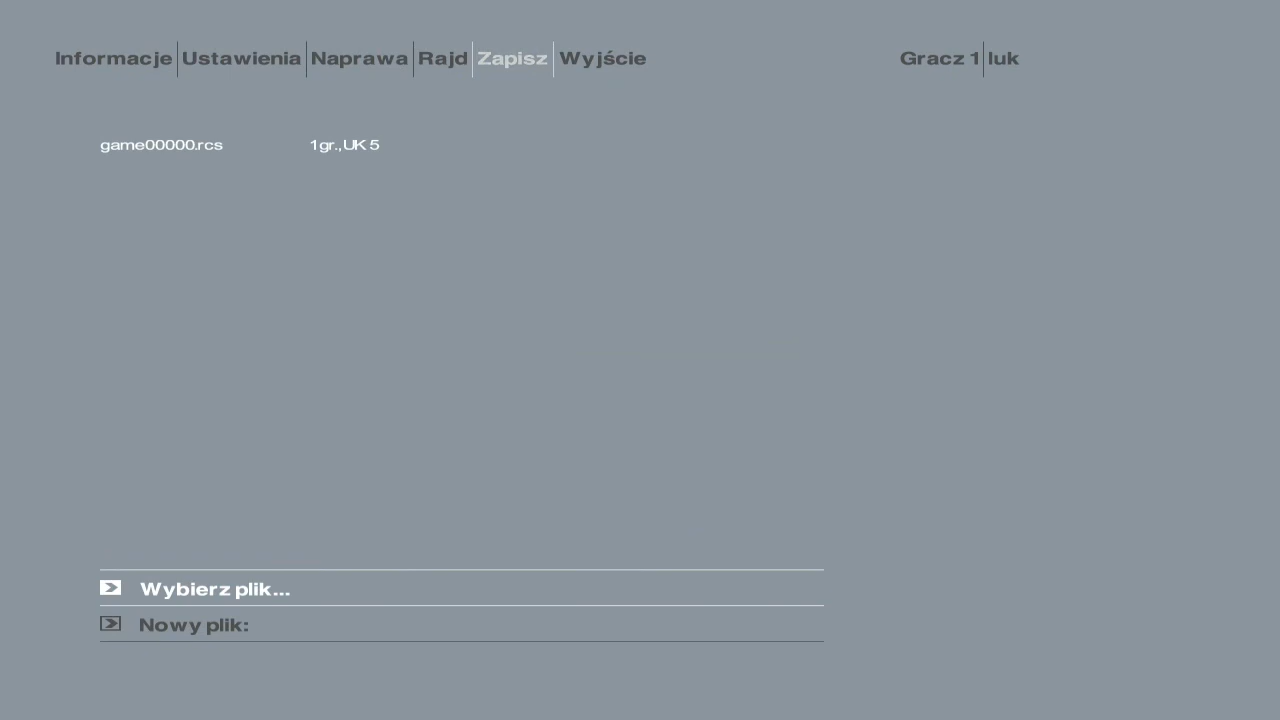 Informacje Ustawienia Naprawa Rajd Zapisz Wyjście Gracz 1 luk
game00000.rcs 1gr.,UK 5
Wybierz plik...
Nowy plik: